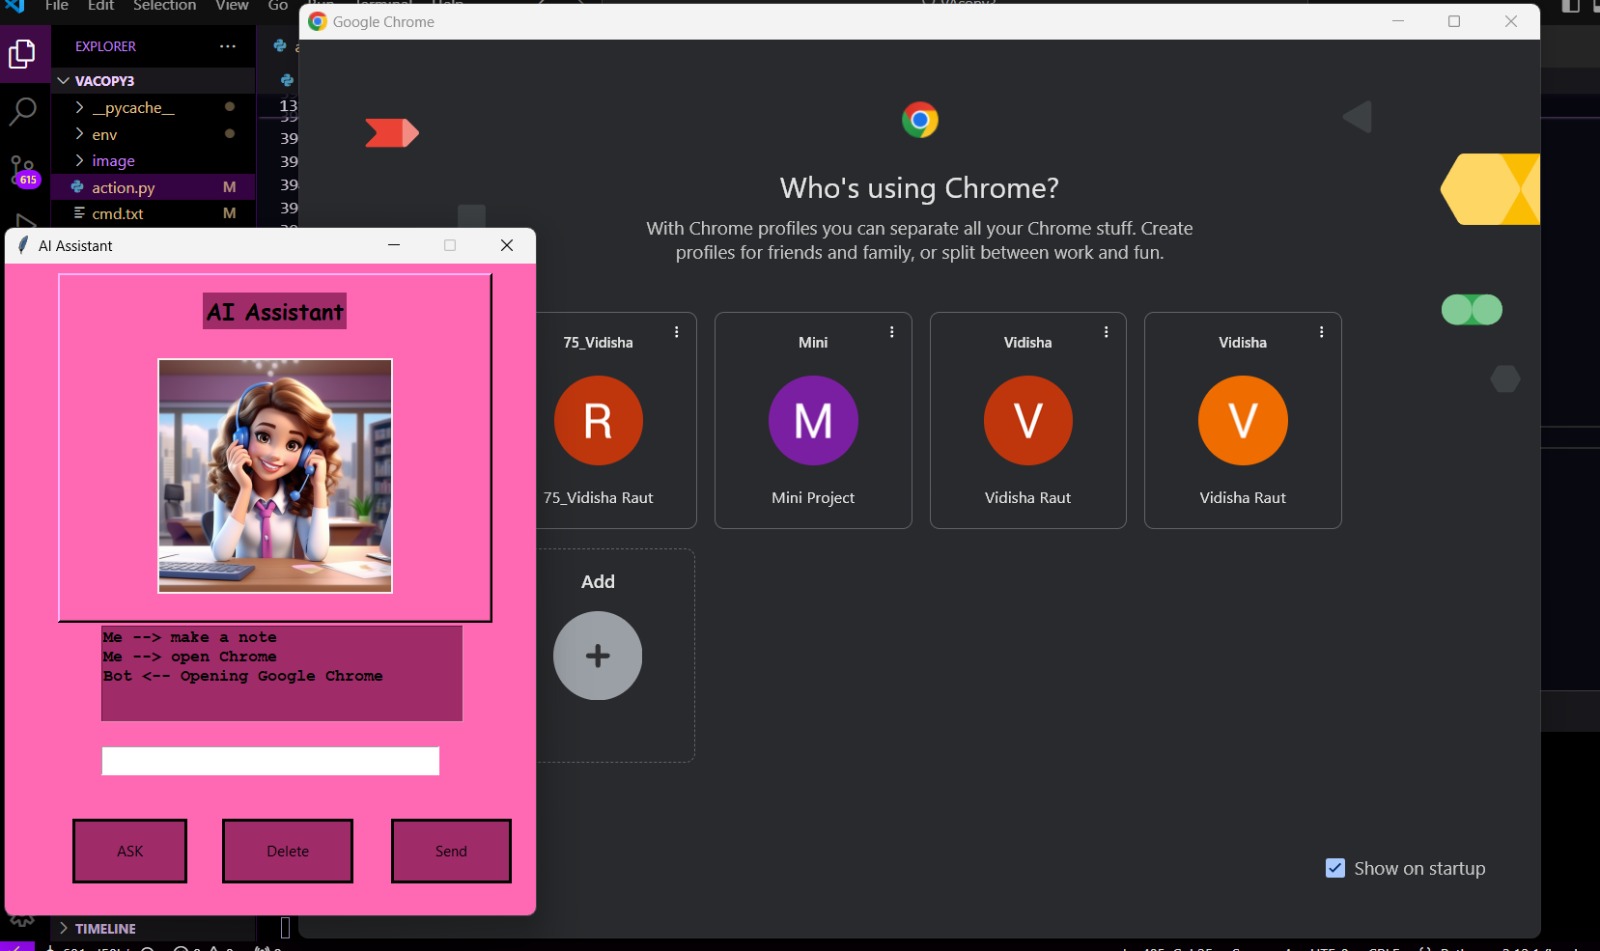 File Edit Selection View Go
Google Chrome
EXPLORER
VACOPY3
__pycache__
env
image
action.py M
cmd.txt M
615
13
39
39
39
39
39
Who's using Chrome?
With Chrome profiles you can separate all your Chrome stuff. Create
profiles for friends and family, or split between work and fun.
AI Assistant
AI Assistant
75_Vidisha
R
75_Vidisha Raut
Mini
M
Mini Project
Vidisha
V
Vidisha Raut
Vidisha
V
Vidisha Raut
Add
Me --> make a note
Me --> open Chrome
Bot <-- Opening Google Chrome
ASK Delete Send
Show on startup
TIMELINE